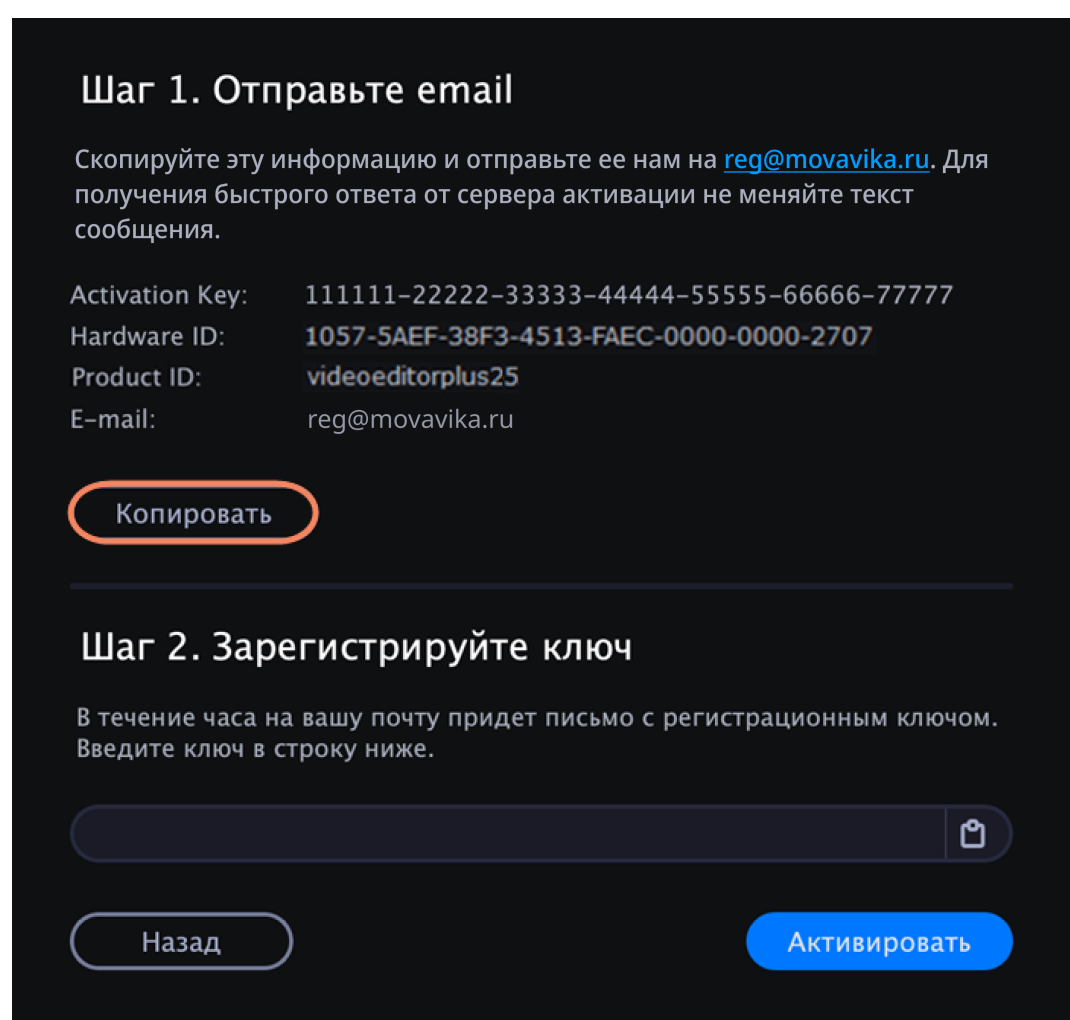 Шаг 1. Отправьте email
Скопируйте эту информацию и отправьте ее нам на reg@movavika.ru. Для
получения быстрого ответа от сервера активации не меняйте текст
сообщения.
Activation Key: 111111-22222-33333-44444-55555-66666-77777
Hardware ID: 1057-5AEF-38F3-4513-FAEC-0000-0000-2707
Product ID: videoeditorplus25
E-mail: reg@movavika.ru
Копировать
Шаг 2. Зарегистрируйте ключ
В течение часа на вашу почту придет письмо с регистрационным ключом.
Введите ключ в строку ниже.
Назад Активировать